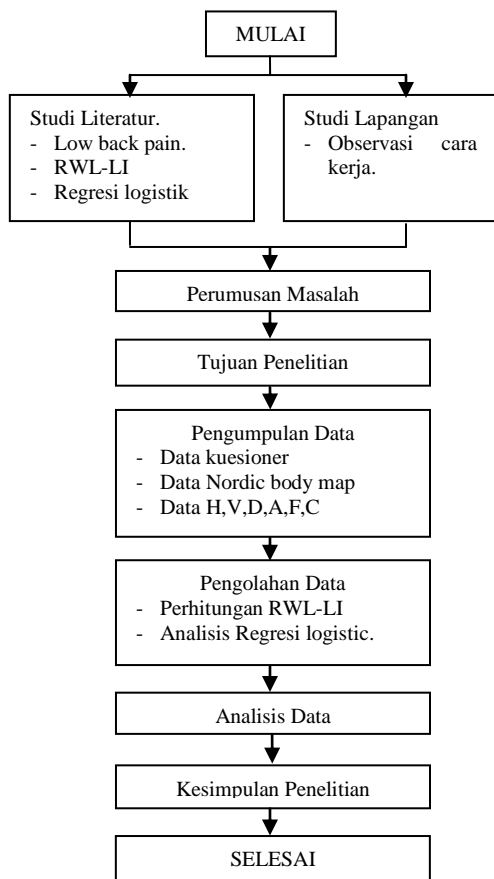 MULAI
Studi Literatur.
- Low back pain.
- RWL-LI
- Regresi logistik
Studi Lapangan
- Observasi cara
kerja.
Perumusan Masalah
Tujuan Penelitian
Pengumpulan Data
- Data kuesioner
- Data Nordic body map
- Data H,V,D,A,F,C
Pengolahan Data
- Perhitungan RWL-LI
- Analisis Regresi logistic.
Analisis Data
Kesimpulan Penelitian
SELESAI